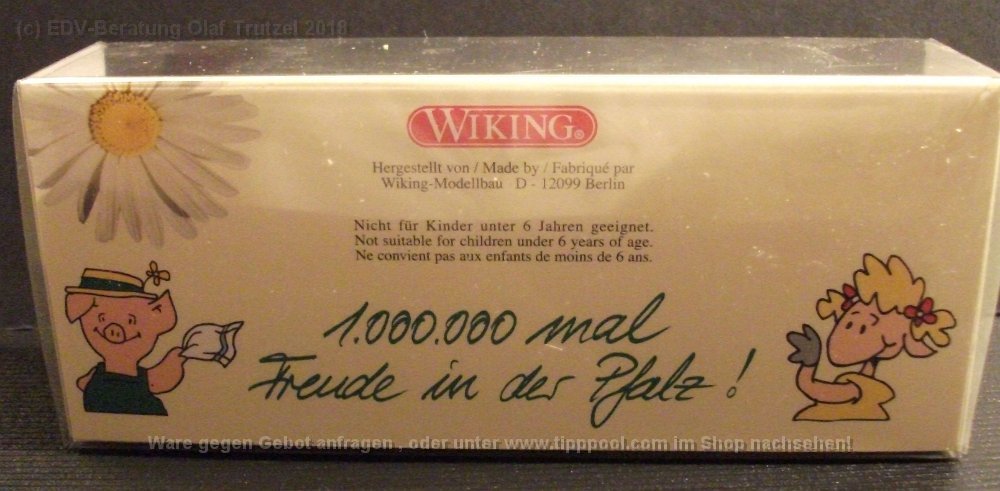 (c) EDV-Beratung Olaf Trutzel 2018
WIKING®
Hergestellt von / Made by / Fabriqué par
Wiking-Modellbau D - 12099 Berlin
Nicht für Kinder unter 6 Jahren geeignet.
Not suitable for children under 6 years of age.
Ne convient pas aux enfants de moins de 6 ans.
1.000.000 mal
Freude in der Pfalz !
Ware gegen Gebot anfragen , oder unter www.tipppool.com im Shop nachsehen!